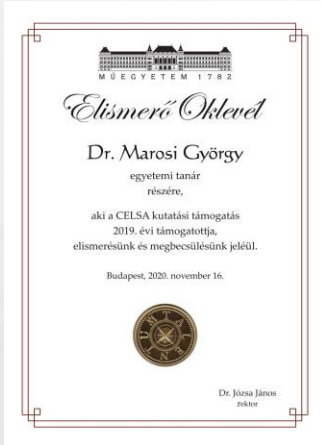 MŰEGYETEM 1782
Elismerő Oklevél
Dr. Marosi György
egyetemi tanár
részére,
aki a CELSA kutatási támogatás
2019. évi támogatottja,
elismerésünk és megbecsülésünk jeléül.
Budapest, 2020. november 16.
Dr. Józsa János
rektor